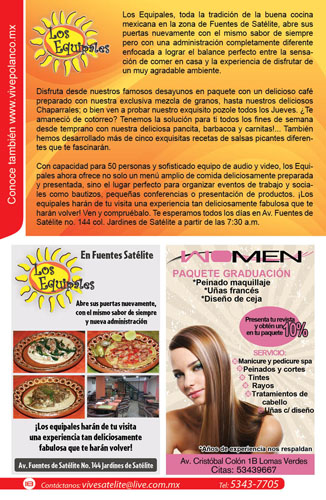 Conoce también www.vivepolanco.mx
Los Equipales
Los Equipales, toda la tradición de la buena cocina
mexicana en la zona de Fuentes de Satélite, abre sus
puertas nuevamente con el mismo sabor de siempre
pero con una administración completamente diferente
enfocada a lograr el balance perfecto entre la sensa-
ción de comer en casa y la experiencia de disfrutar de
un muy agradable ambiente.
Disfruta desde nuestros famosos desayunos en paquete con un delicioso café
preparado con nuestra exclusiva mezcla de granos, hasta nuestros deliciosos
Chaparrales; o bien ven a probar nuestro exquisito pozole todos los Jueves. ¿Te
amaneció de cotorreo? Tenemos la solución para ti todos los fines de semana
desde temprano con nuestra deliciosa pancita, barbacoa y carnitas!... También
hemos desarrollado más de cinco exquisitas recetas de salsas picantes diferen-
tes que te fascinarán.
Con capacidad para 50 personas y sofisticado equipo de audio y video, los Equi-
pales ahora ofrece no solo un menú amplio de comida deliciosamente preparada
y presentada, sino el lugar perfecto para organizar eventos de trabajo y socia-
les como bautizos, pequeñas conferencias o presentación de productos. ¡Los
equipales harán de tu visita una experiencia tan deliciosamente fabulosa que te
harán volver! Ven y compruébalo. Te esperamos todos los días en Av. Fuentes de
Satélite no. 144 col. Jardines de Satélite a partir de las 7:30 a.m.
Los Equipales
En Fuentes Satélite
Abre sus puertas nuevamente,
con el mismo sabor de siempre
y nueva administración
¡Los equipales harán de tu visita
una experiencia tan deliciosamente
fabulosa que te harán volver!
Av. Fuentes de Satélite No. 144 Jardines de Satélite
WOMEN
PAQUETE GRADUACIÓN
*Peinado maquillaje
*Uñas francés
*Diseño de ceja
Presenta tu revista
y obtén un
10%
en tu paquete
SERVICIO:
Manicure y pedicure spa
Peinados y cortes
Tintes
Rayos
Tratamientos de
cabello
Uñas c/ diseño
*Años de experiencia nos respaldan
Av. Cristóbal Colón 1B Lomas Verdes
Citas: 53439667
18
Contáctanos: vivesatelite@live.com.mx
Tel: 5343-7705